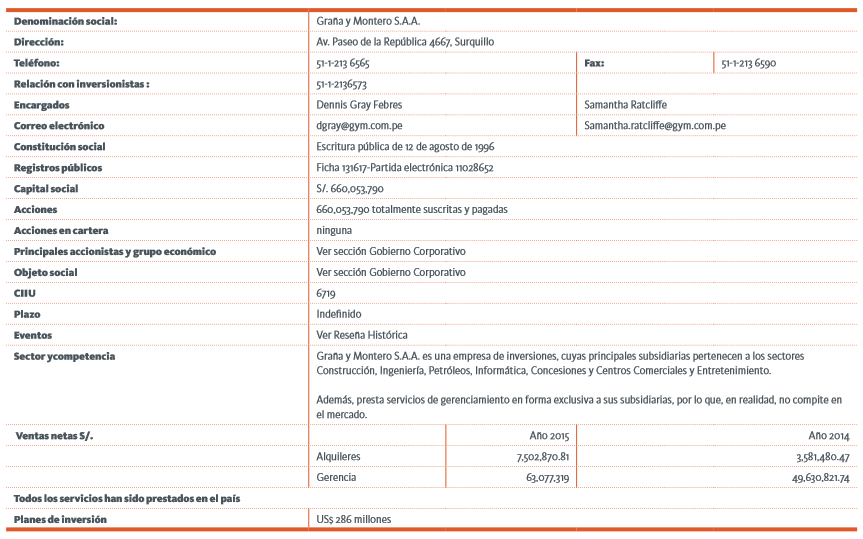 Denominación social: Graña y Montero S.A.A.
Dirección: Av. Paseo de la República 4667, Surquillo
Teléfono: 51-1-213 6565 Fax: 51-1-213 6590
Relación con inversionistas : 51-1-2136573
Encargados Dennis Gray Febres Samantha Ratcliffe
Correo electrónico dgray@gym.com.pe Samantha.ratcliffe@gym.com.pe
Constitución social Escritura pública de 12 de agosto de 1996
Registros públicos Ficha 131617-Partida electrónica 11028652
Capital social S/. 660,053,790
Acciones 660,053,790 totalmente suscritas y pagadas
Acciones en cartera ninguna
Principales accionistas y grupo económico Ver sección Gobierno Corporativo
Objeto social Ver sección Gobierno Corporativo
CIIU 6719
Plazo Indefinido
Eventos Ver Reseña Histórica
Sector ycompetencia Graña y Montero S.A.A. es una empresa de inversiones, cuyas principales subsidiarias pertenecen a los sectores
Construcción, Ingeniería, Petróleos, Informática, Concesiones y Centros Comerciales y Entretenimiento.
Además, presta servicios de gerenciamiento en forma exclusiva a sus subsidiarias, por lo que, en realidad, no compite en
el mercado.
Ventas netas S/. Año 2015 Año 2014
Alquileres 7,502,870.81 3,581,480.47
Gerencia 63,077,319 49,630,821.74
Todos los servicios han sido prestados en el país
Planes de inversión US$ 286 millones